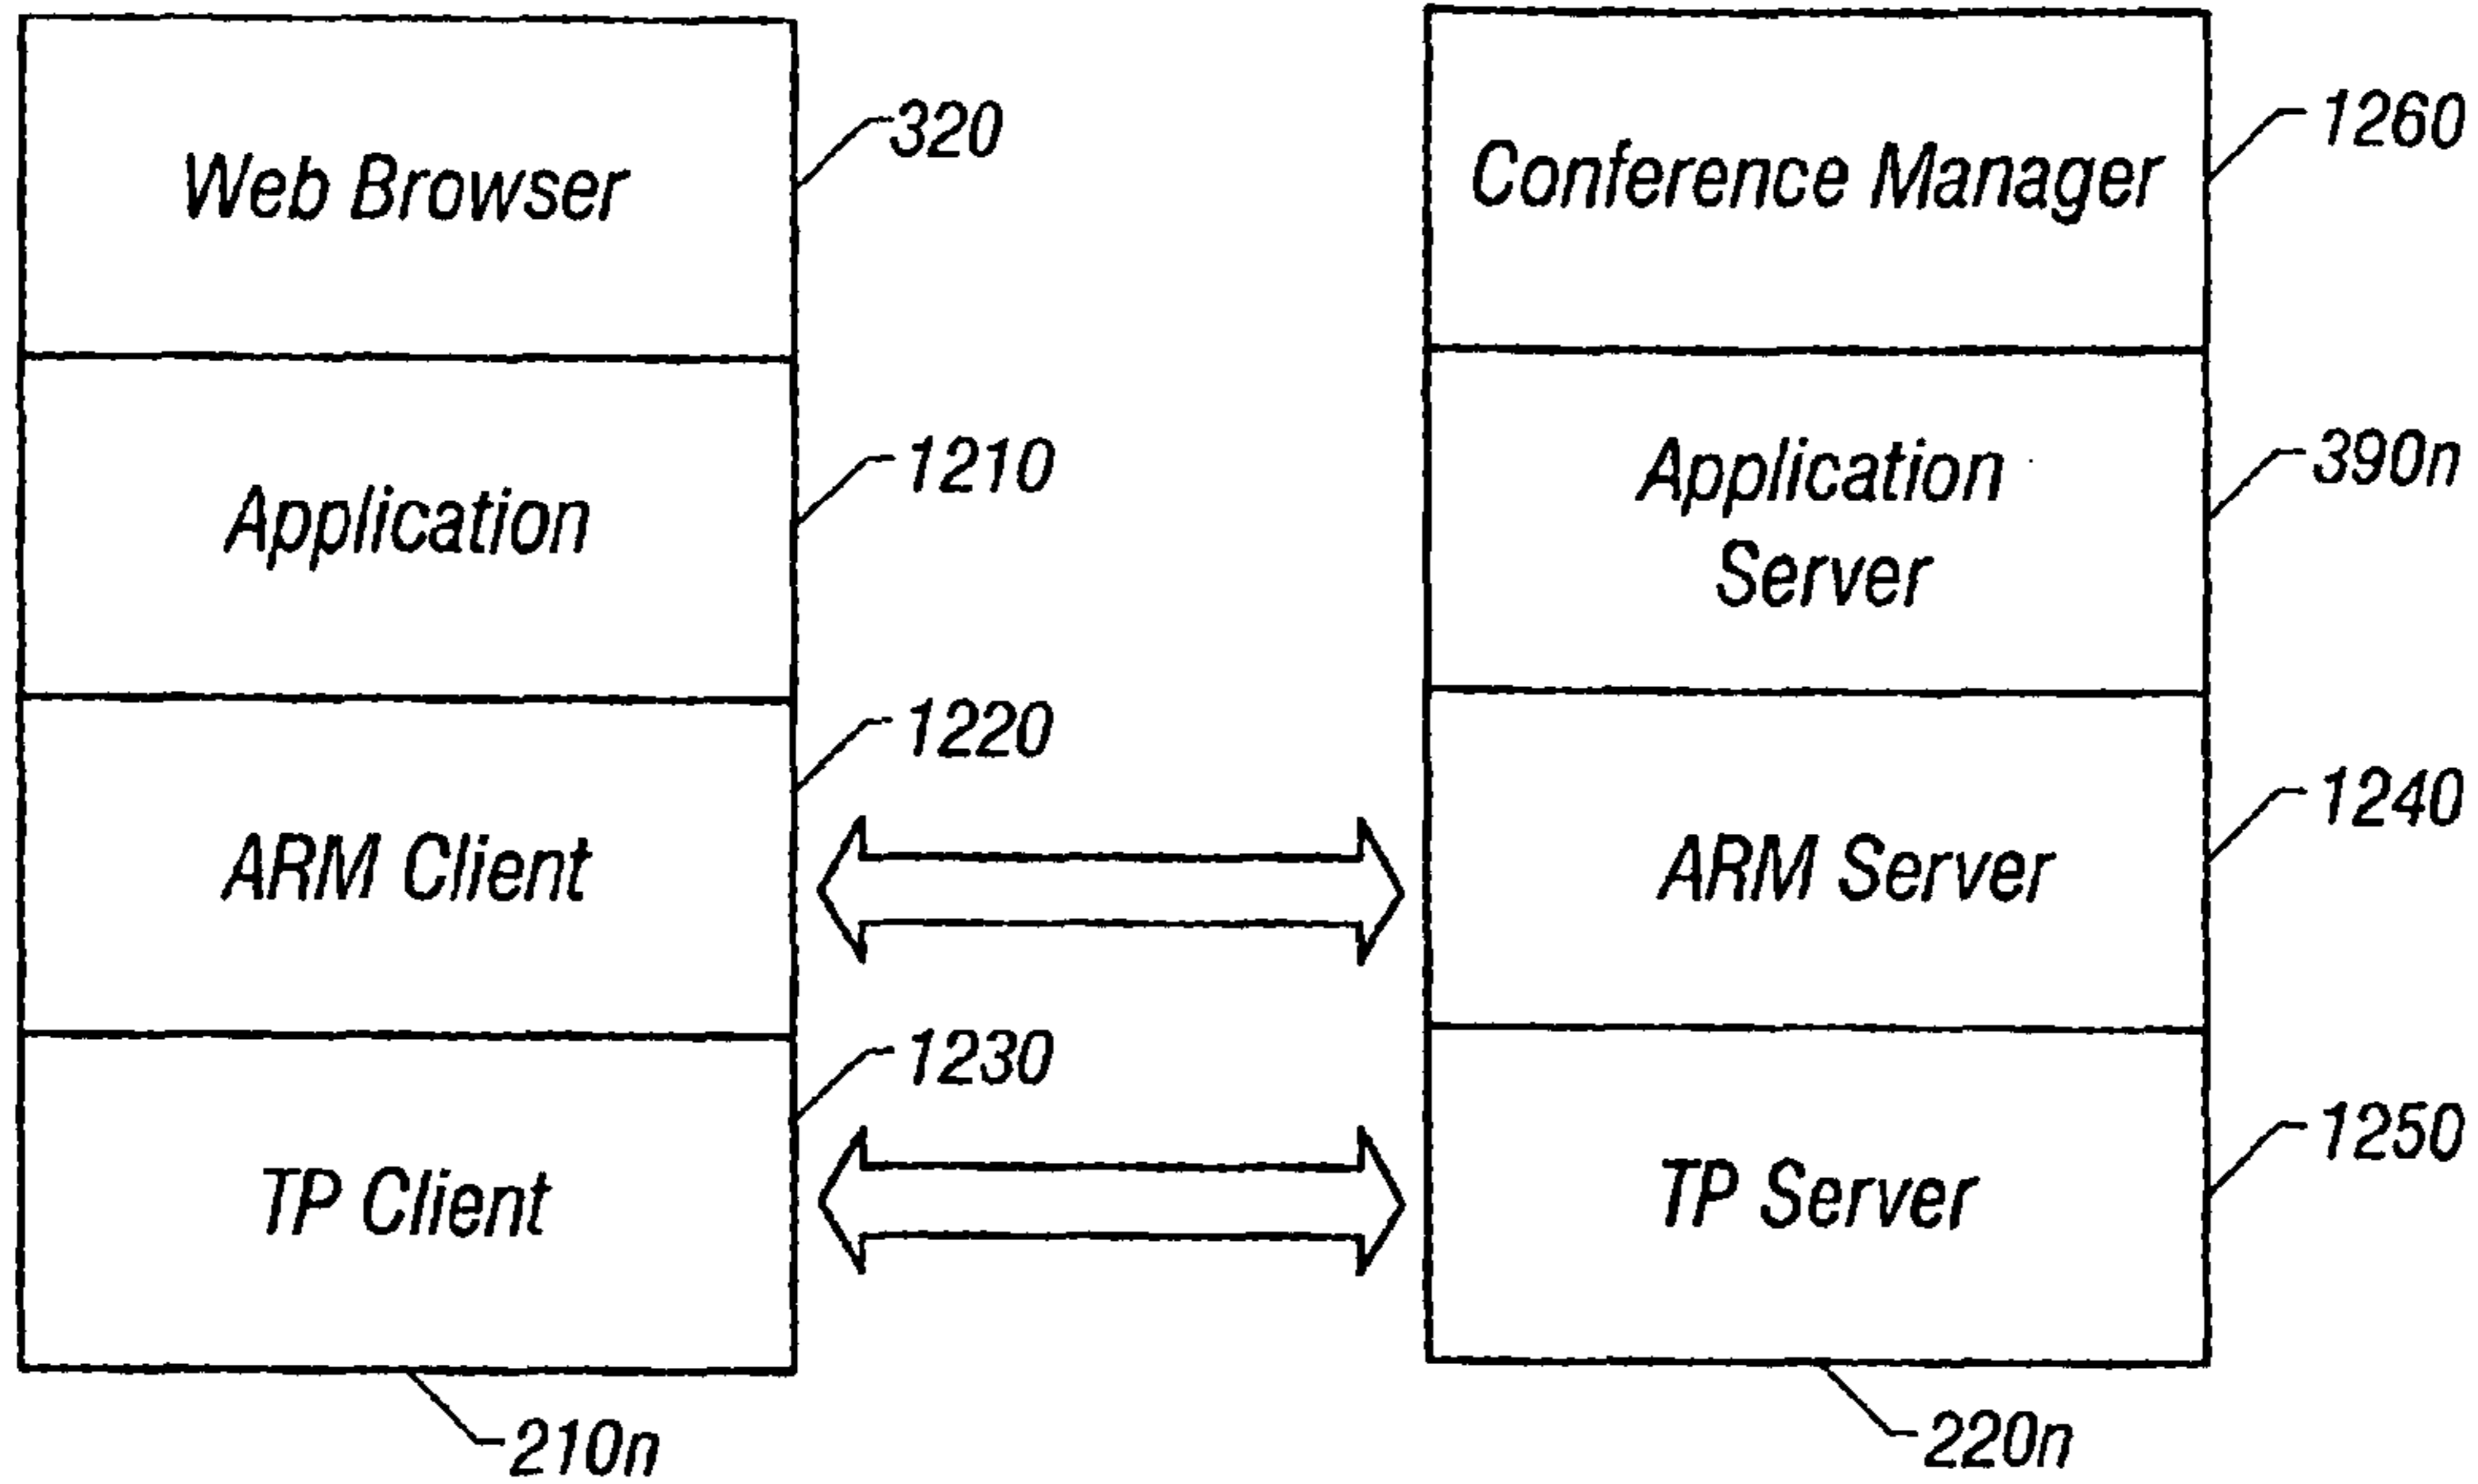 Web Browser
320
Application
1210
ARM Client
1220
TP Client
1230
210n
Conference Manager
1260
Application
Server
390n
ARM Server
1240
TP Server
1250
220n